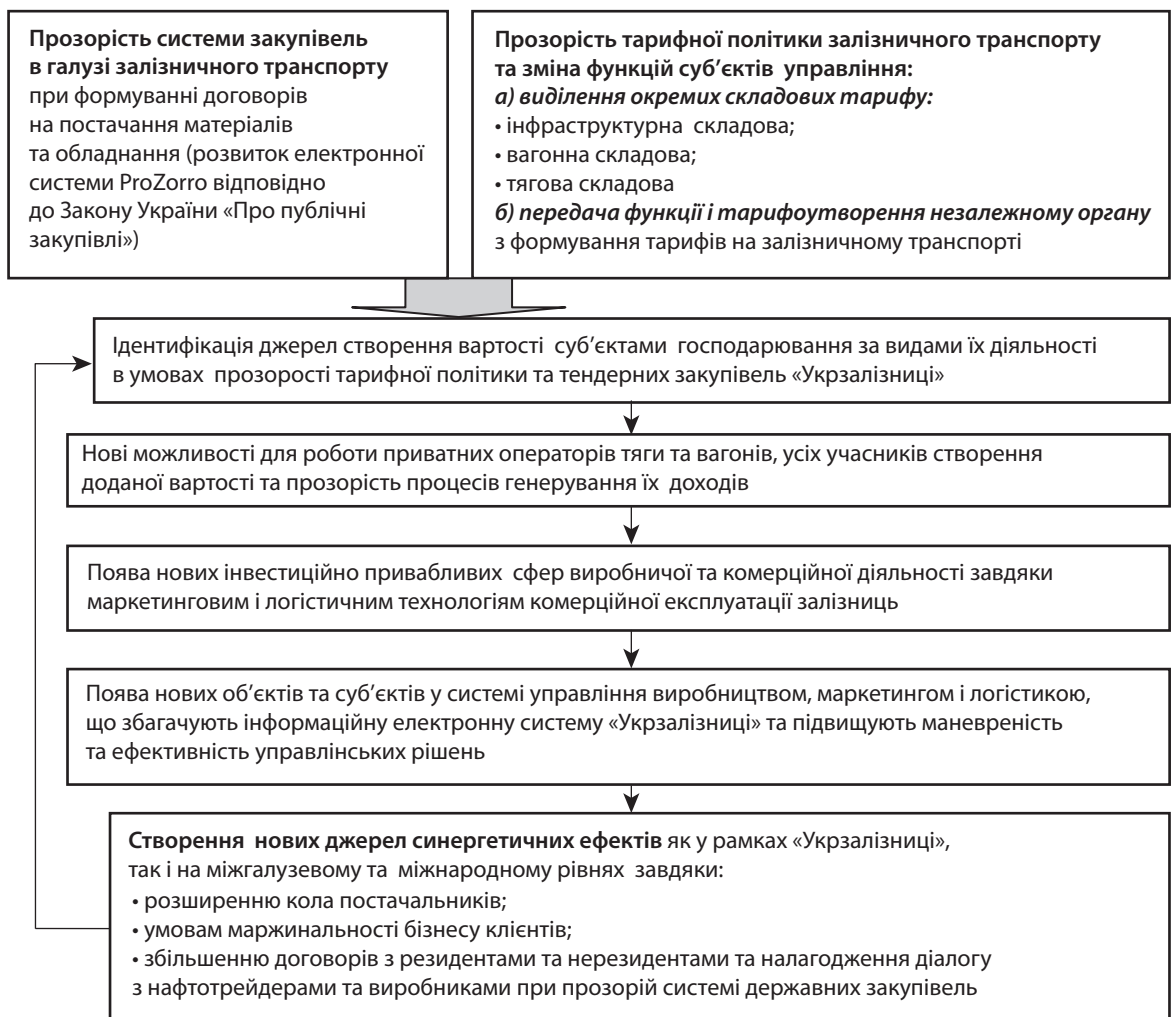 Прозорість системи закупівель
в галузі залізничного транспорту
при формуванні договорів
на постачання матеріалів
та обладнання (розвиток електронної
системи ProZorro відповідно
до Закону України «Про публічні
закупівлі»)
Прозорість тарифної політики залізничного транспорту
та зміна функцій суб’єктів управління:
а) виділення окремих складових тарифу:
• інфраструктурна складова;
• вагонна складова;
• тягова складова
б) передача функції і тарифоутворення незалежному органу
з формування тарифів на залізничному транспорті
Ідентифікація джерел створення вартості суб’єктами господарювання за видами їх діяльності
в умовах прозорості тарифної політики та тендерних закупівель «Укрзалізниці»
Нові можливості для роботи приватних операторів тяги та вагонів, усіх учасників створення
доданої вартості та прозорість процесів генерування їх доходів
Поява нових інвестиційно привабливих сфер виробничої та комерційної діяльності завдяки
маркетинговим і логістичним технологіям комерційної експлуатації залізниць
Поява нових об’єктів та суб’єктів у системі управління виробництвом, маркетингом і логістикою,
що збагачують інформаційну електронну систему «Укрзалізниці» та підвищують маневреність
та ефективність управлінських рішень
Створення нових джерел синергетичних ефектів як у рамках «Укрзалізниці»,
так і на міжгалузевому та міжнародному рівнях завдяки:
• розширенню кола постачальників;
• умовам маржинальності бізнесу клієнтів;
• збільшенню договорів з резидентами та нерезидентами та налагодження діалогу
з нафтотрейдерами та виробниками при прозорій системі державних закупівель